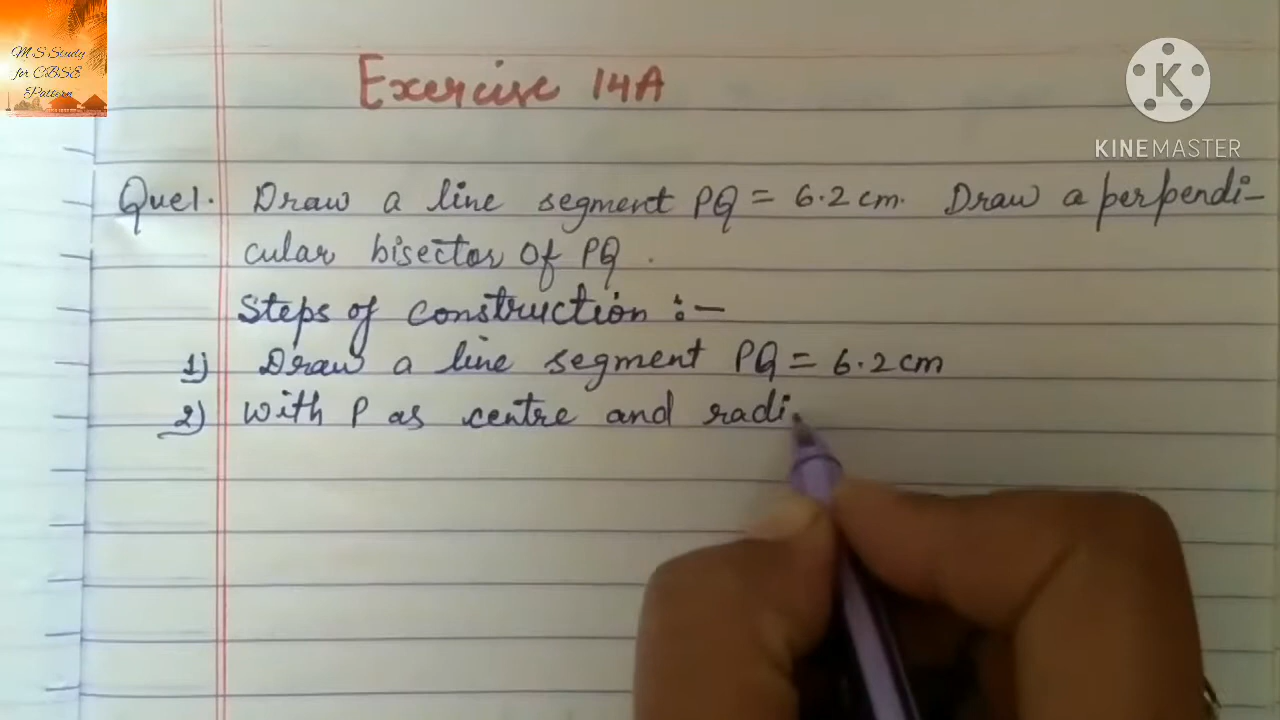 M.S Study
for CBSE
Pattern
K
KINEMASTER
Exercise 14A
Que1. Draw a line segment PQ = 6.2 cm. Draw a perpendi-
cular bisector of PQ.
Steps of construction :-
1) Draw a line segment PQ = 6.2 cm
2) With P as centre and radi